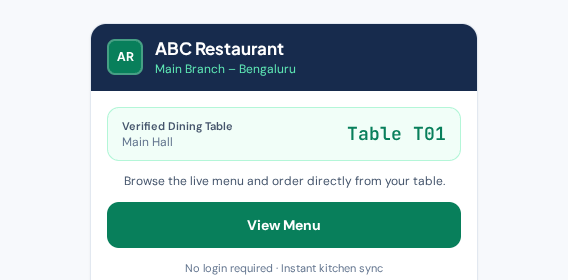 AR
ABC Restaurant
Main Branch – Bengaluru
Verified Dining Table
Main Hall
Table T01
Browse the live menu and order directly from your table.
View Menu
No login required · Instant kitchen sync